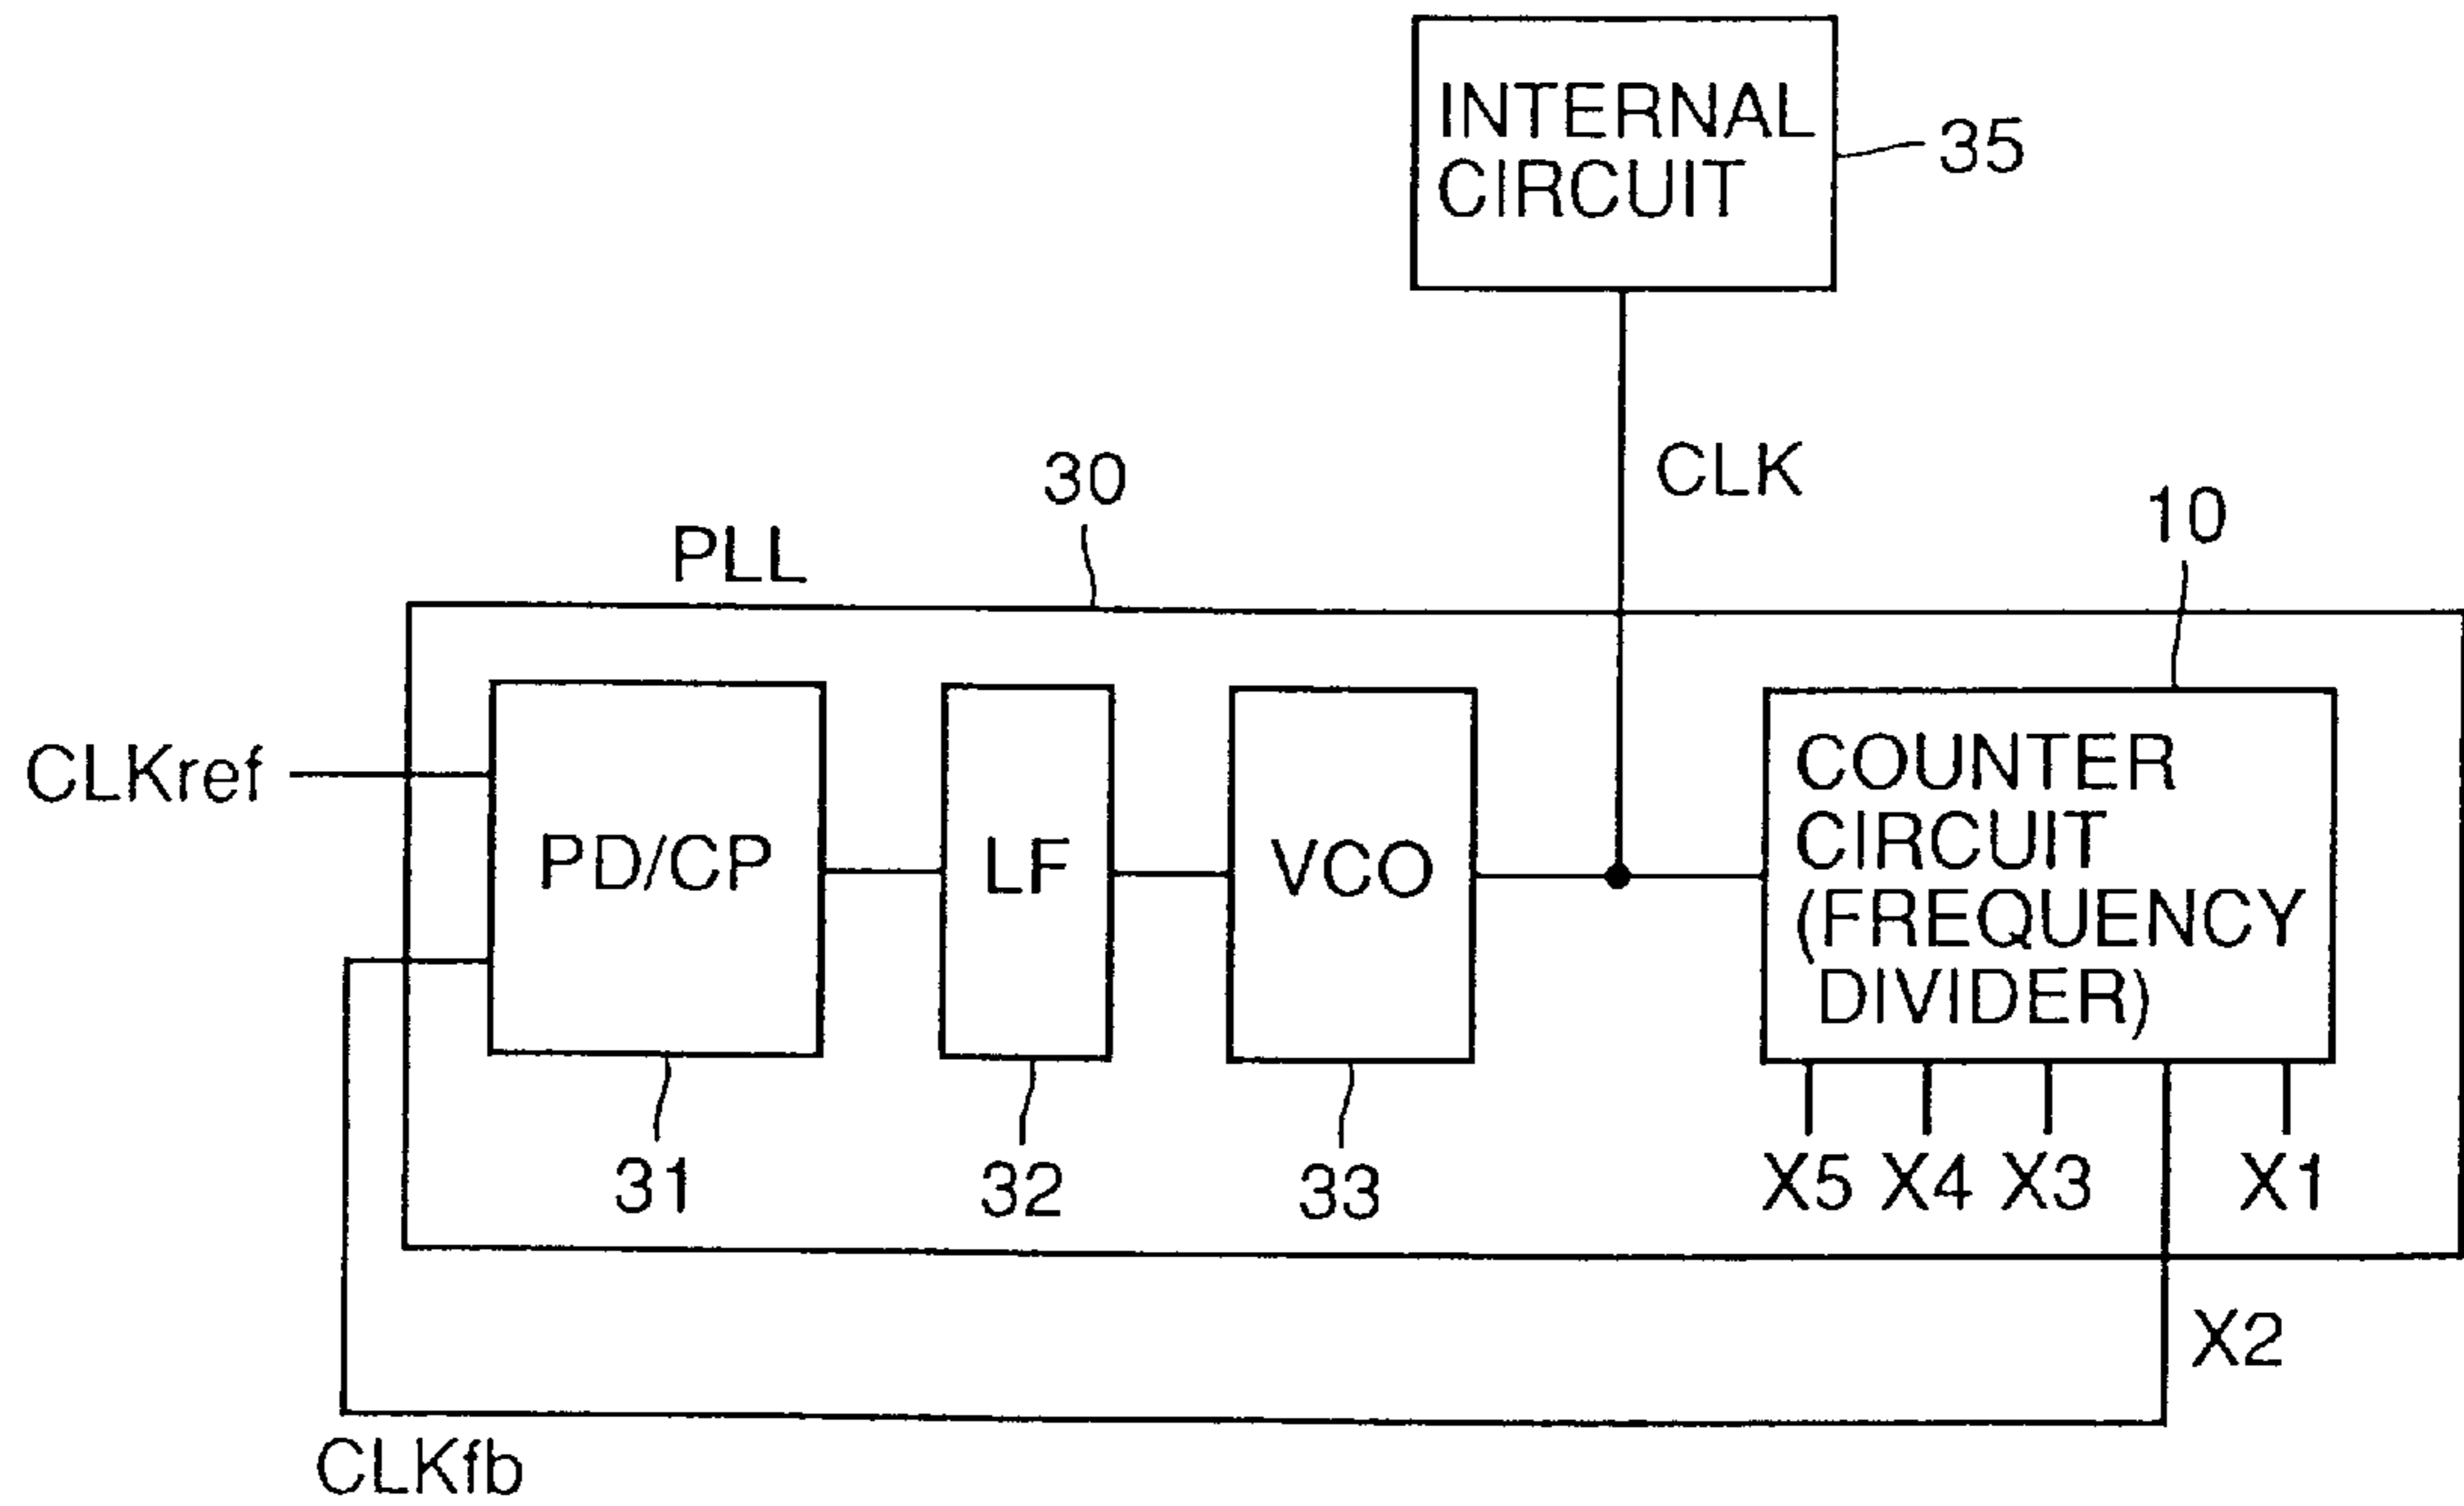 INTERNAL
CIRCUIT
35
CLK
30
PLL
10
CLKref
PD/CP
LF
VCO
COUNTER
CIRCUIT
(FREQUENCY
DIVIDER)
31
32
33
X5 X4 X3 X1
X2
CLKfb